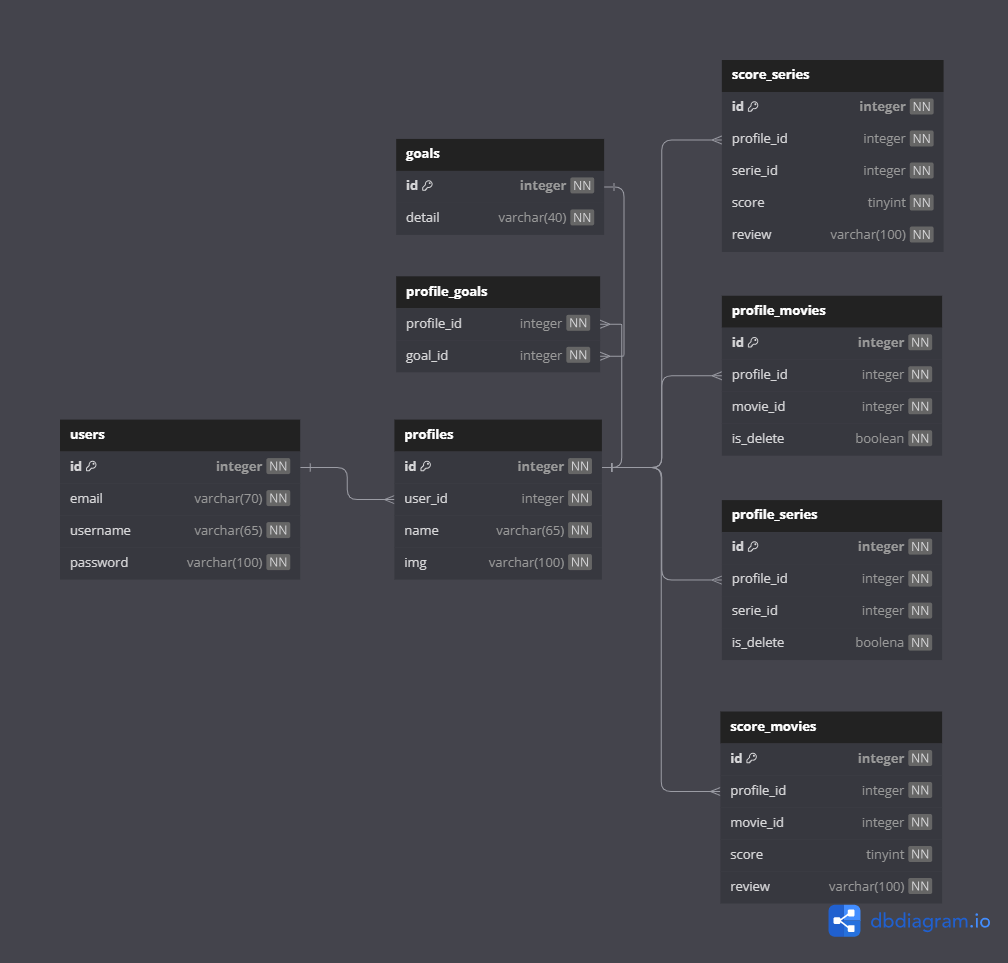 score_series
id integer NN
profile_id integer NN
serie_id integer NN
score tinyint NN
review varchar(100) NN
goals
id integer NN
detail varchar(40) NN
profile_goals
profile_id integer NN
goal_id integer NN
profile_movies
id integer NN
profile_id integer NN
movie_id integer NN
is_delete boolean NN
users
id integer NN
email varchar(70) NN
username varchar(65) NN
password varchar(100) NN
profiles
id integer NN
user_id integer NN
name varchar(65) NN
img varchar(100) NN
profile_series
id integer NN
profile_id integer NN
serie_id integer NN
is_delete boolena NN
score_movies
id integer NN
profile_id integer NN
movie_id integer NN
score tinyint NN
review varchar(100) NN
dbdiagram.io